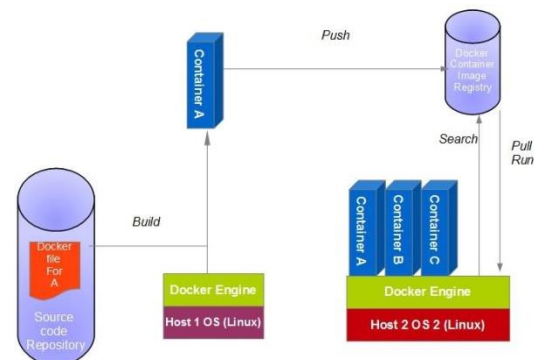 Push
Docker
Container
Image
Registry
Container A
Search
Pull
Run
Build
Docker
file
For
A
Source
code
Repository
Docker Engine
Host 1 OS (Linux)
Container A
Container B
Container C
Docker Engine
Host 2 OS 2 (Linux)